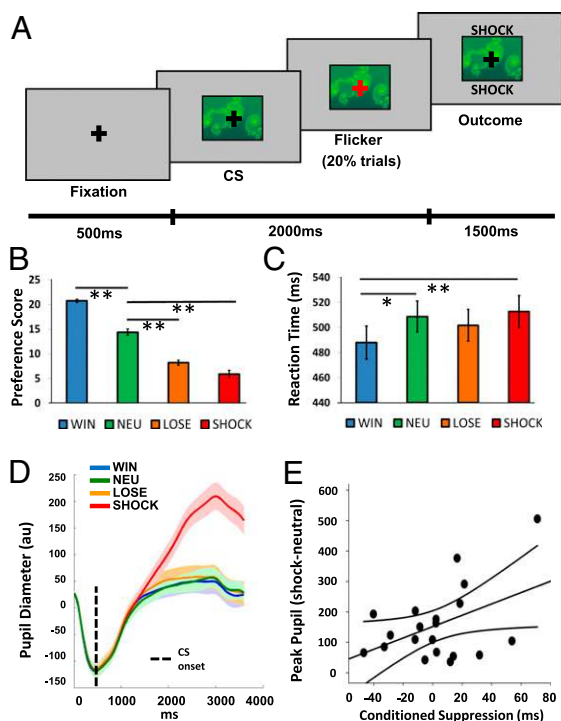 A
SHOCK
SHOCK
Fixation
CS
Flicker
(20% trials)
Outcome
500ms
2000ms
1500ms
B
Preference Score
25
20
15
10
5
0
**
**
**
WIN NEU LOSE SHOCK
C
Reaction Time (ms)
540
520
500
480
460
440
*
**
WIN NEU LOSE SHOCK
D
WIN
NEU
LOSE
SHOCK
Pupil Diameter (au)
250
200
150
100
50
0
-50
-100
-150
CS
onset
0 1000 2000 3000 4000
ms
E
Peak Pupil (shock-neutral)
600
500
400
300
200
100
0
-40 -20 0 20 40 60 80
Conditioned Suppression (ms)